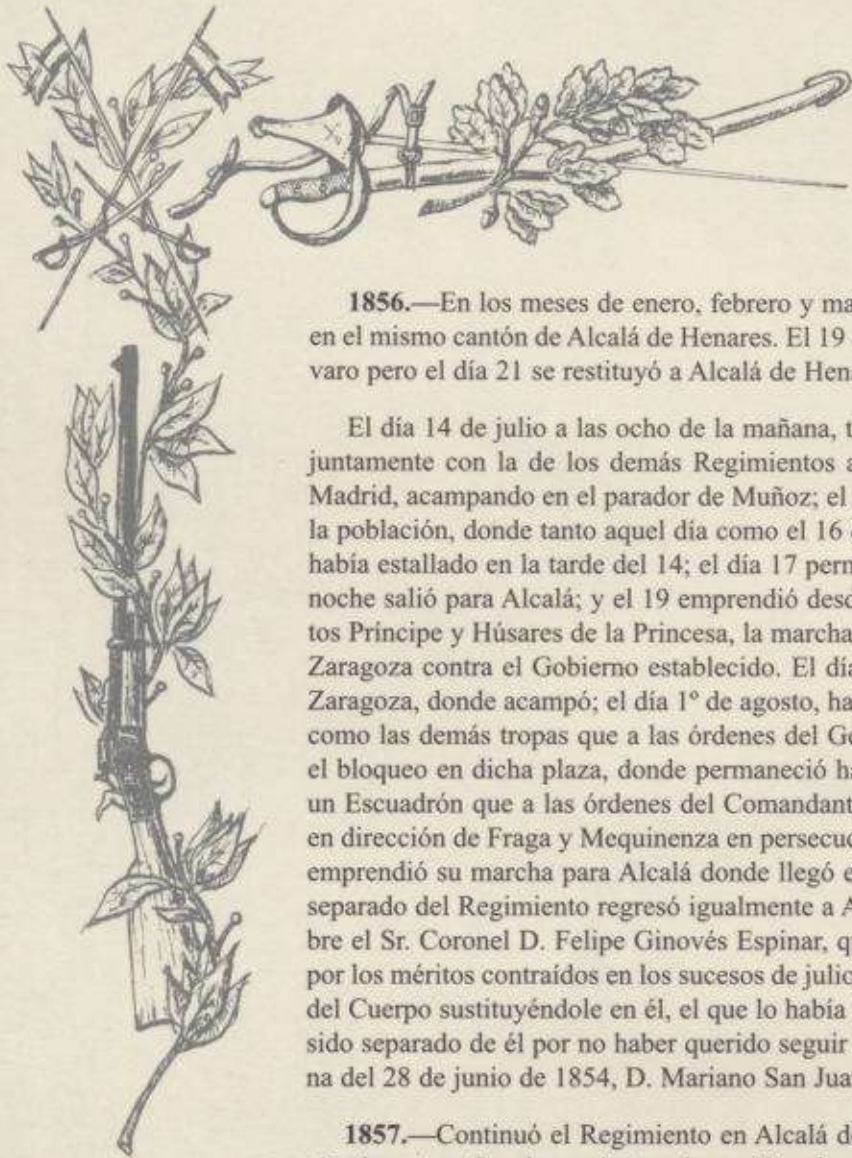 1856.—En los meses de enero, febrero y ma
en el mismo cantón de Alcalá de Henares. El 19
varo pero el día 21 se restituyó a Alcalá de Hen
El día 14 de julio a las ocho de la mañana, t
juntamente con la de los demás Regimientos a
Madrid, acampando en el parador de Muñoz; el
la población, donde tanto aquel día como el 16
había estallado en la tarde del 14; el día 17 pern
noche salió para Alcalá; y el 19 emprendió desd
tos Príncipe y Húsares de la Princesa, la marcha
Zaragoza contra el Gobierno establecido. El día
Zaragoza, donde acampó; el día 1º de agosto, ha
como las demás tropas que a las órdenes del Ge
el bloqueo en dicha plaza, donde permaneció ha
un Escuadrón que a las órdenes del Comandant
en dirección de Fraga y Mequinenza en persecuc
emprendió su marcha para Alcalá donde llegó e
separado del Regimiento regresó igualmente a A
bre el Sr. Coronel D. Felipe Ginovés Espinar, q
por los méritos contraídos en los sucesos de julio
del Cuerpo sustituyéndole en él, el que lo había
sido separado de él por no haber querido seguir
na del 28 de junio de 1854, D. Mariano San Jua
1857.—Continuó el Regimiento en Alcalá d